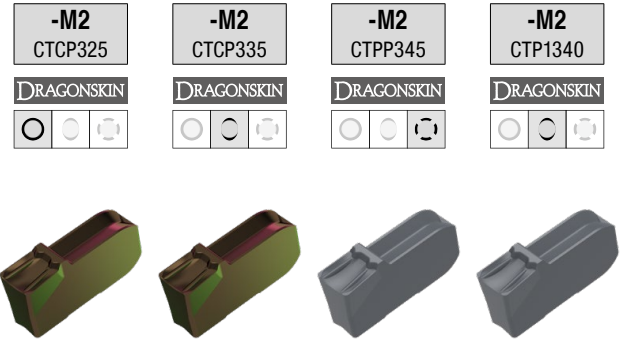 -M2
CTCP325
DRAGONSKIN
-M2
CTCP335
DRAGONSKIN
-M2
CTPP345
DRAGONSKIN
-M2
CTP1340
DRAGONSKIN